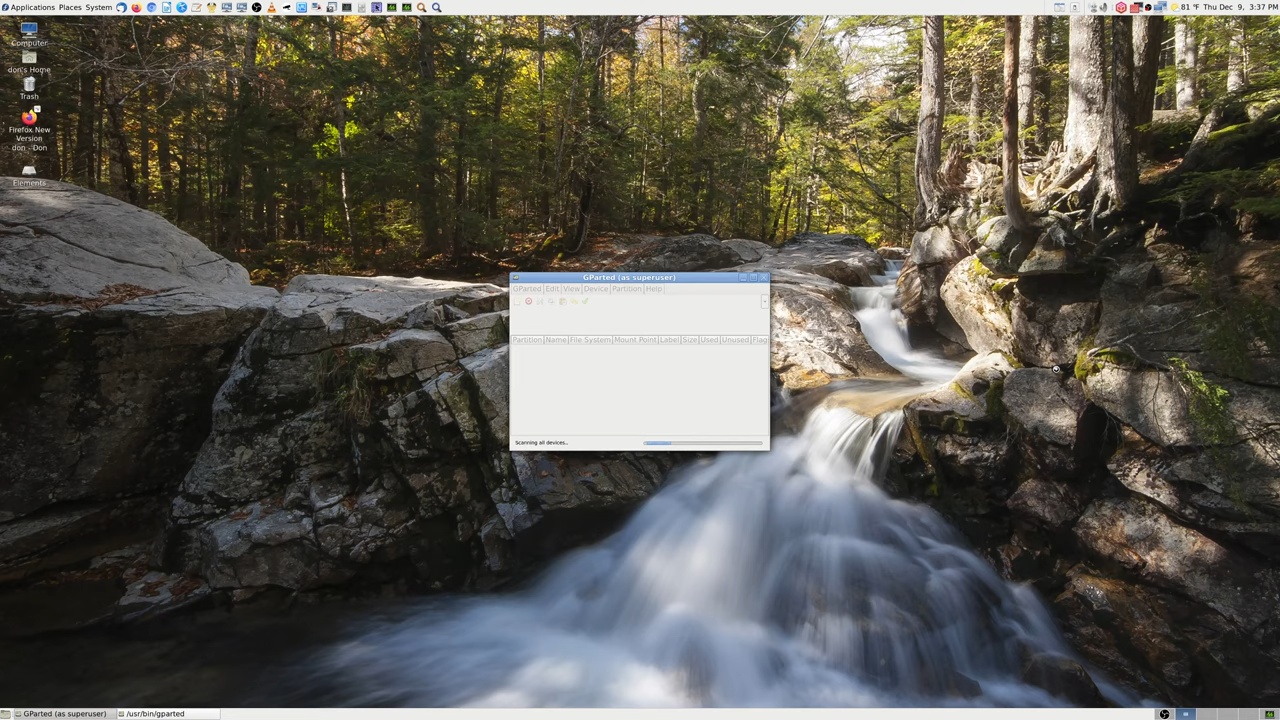 Applications Places System
81 °F Thu Dec 9, 3:37 PM
Computer
don's Home
Trash
Firefox New
Version
don - Don
Elements
GParted (as superuser)
GParted Edit View Device Partition Help
Partition Name File System Mount Point Label Size Used Unused Flag
Scanning all devices..
GParted (as superuser) /usr/bin/gparted